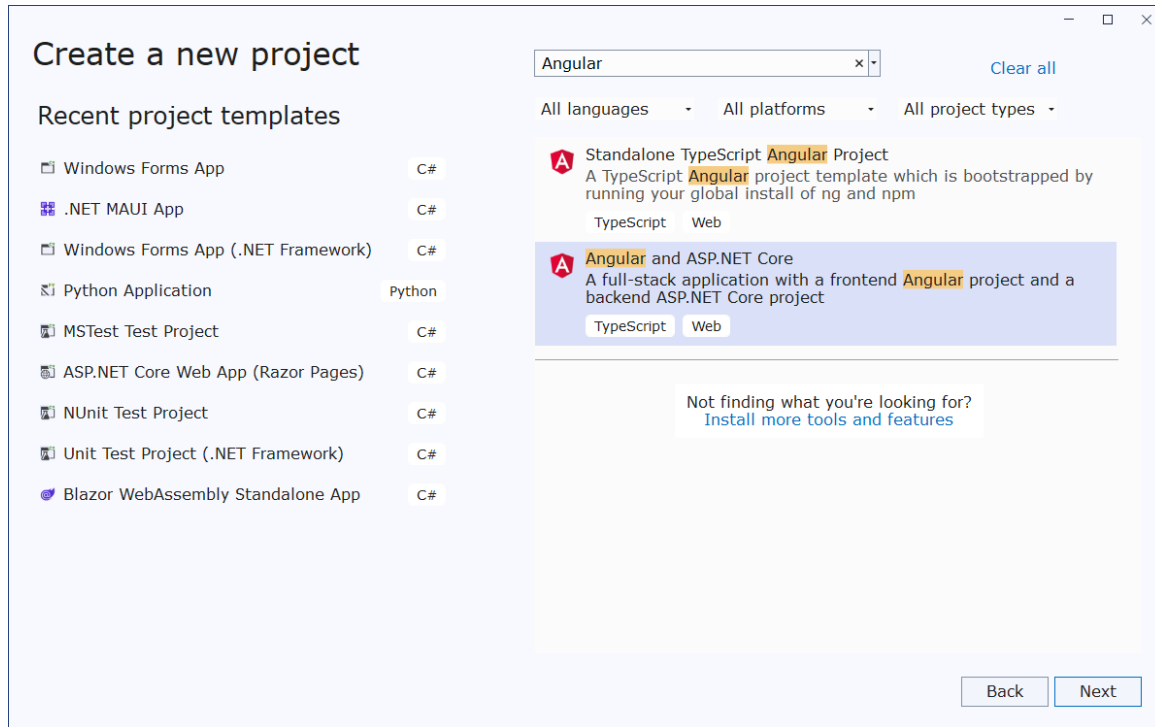 Create a new project
Recent project templates
Windows Forms App C#
.NET MAUI App C#
Windows Forms App (.NET Framework) C#
Python Application Python
MSTest Test Project C#
ASP.NET Core Web App (Razor Pages) C#
NUnit Test Project C#
Unit Test Project (.NET Framework) C#
Blazor WebAssembly Standalone App C#
Angular
Clear all
All languages All platforms All project types
Standalone TypeScript Angular Project
A TypeScript Angular project template which is bootstrapped by
running your global install of ng and npm
TypeScript Web
Angular and ASP.NET Core
A full-stack application with a frontend Angular project and a
backend ASP.NET Core project
TypeScript Web
Not finding what you're looking for?
Install more tools and features
Back Next